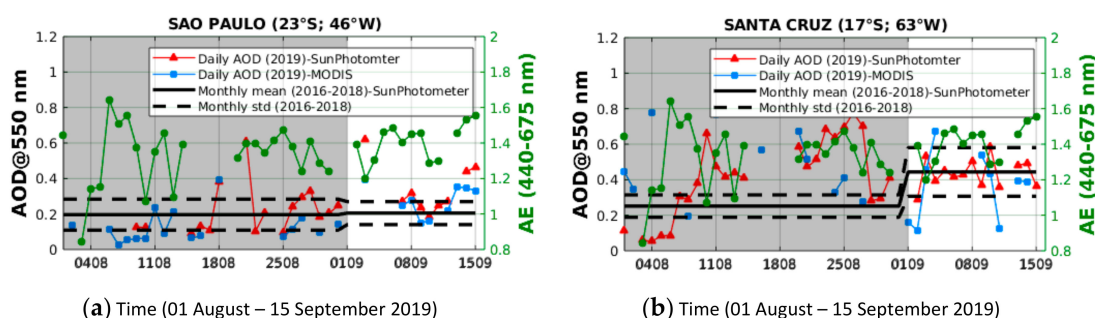 SAO PAULO (23°S; 46°W)
AOD@550 nm
1.2
1
0.8
0.6
0.4
0.2
0
Daily AOD (2019)-SunPhotomter
Daily AOD (2019)-MODIS
Monthly mean (2016-2018)-SunPhotometer
Monthly std (2016-2018)
2
1.8
1.6
1.4
1.2
1
0.8
AE (440-675 nm)
0408 1108 1808 2508 0109 0809 1509
(a) Time (01 August – 15 September 2019)
SANTA CRUZ (17°S; 63°W)
AOD@550 nm
1.2
1
0.8
0.6
0.4
0.2
0
Daily AOD (2019)-SunPhotomter
Daily AOD (2019)-MODIS
Monthly mean (2016-2018)-SunPhotometer
Monthly std (2016-2018)
2
1.8
1.6
1.4
1.2
1
0.8
AE (440-675 nm)
0408 1108 1808 2508 0109 0809 1509
(b) Time (01 August – 15 September 2019)